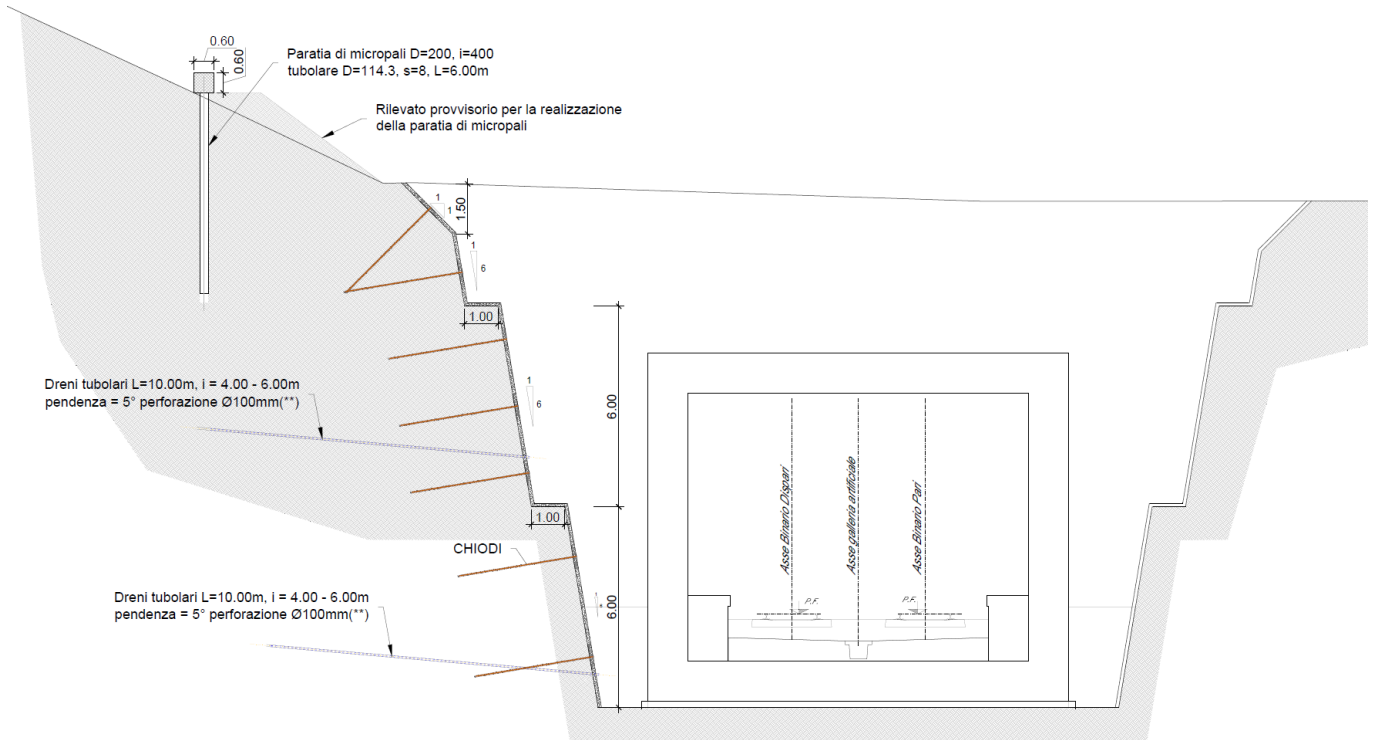 0.60
0.60
Paratia di micropali D=200, i=400
tubolare D=114.3, s=8, L=6.00m
Rilevato provvisorio per la realizzazione
della paratia di micropali
1
1
1.50
1
6
1.00
Dreni tubolari L=10.00m, i = 4.00 - 6.00m
pendenza = 5° perforazione Ø100mm(**)
1
6
6.00
1.00
Asse Binario Dispari
Asse galleria artificiale
Asse Binario Pari
CHIODI
Dreni tubolari L=10.00m, i = 4.00 - 6.00m
pendenza = 5° perforazione Ø100mm(**)
6.00
P.F.
P.F.